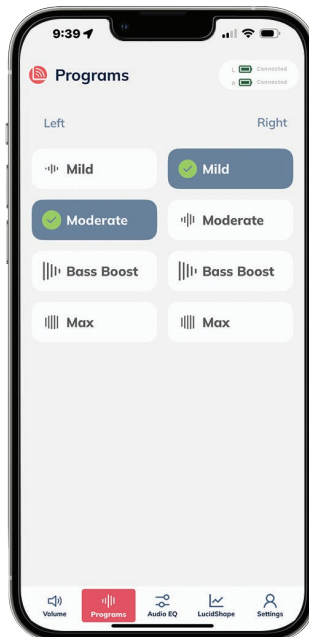 9:39
Programs
L Connected
R Connected
Left Right
Mild Mild
Moderate Moderate
Bass Boost Bass Boost
Max Max
Volume Programs Audio EQ LucidShape Settings